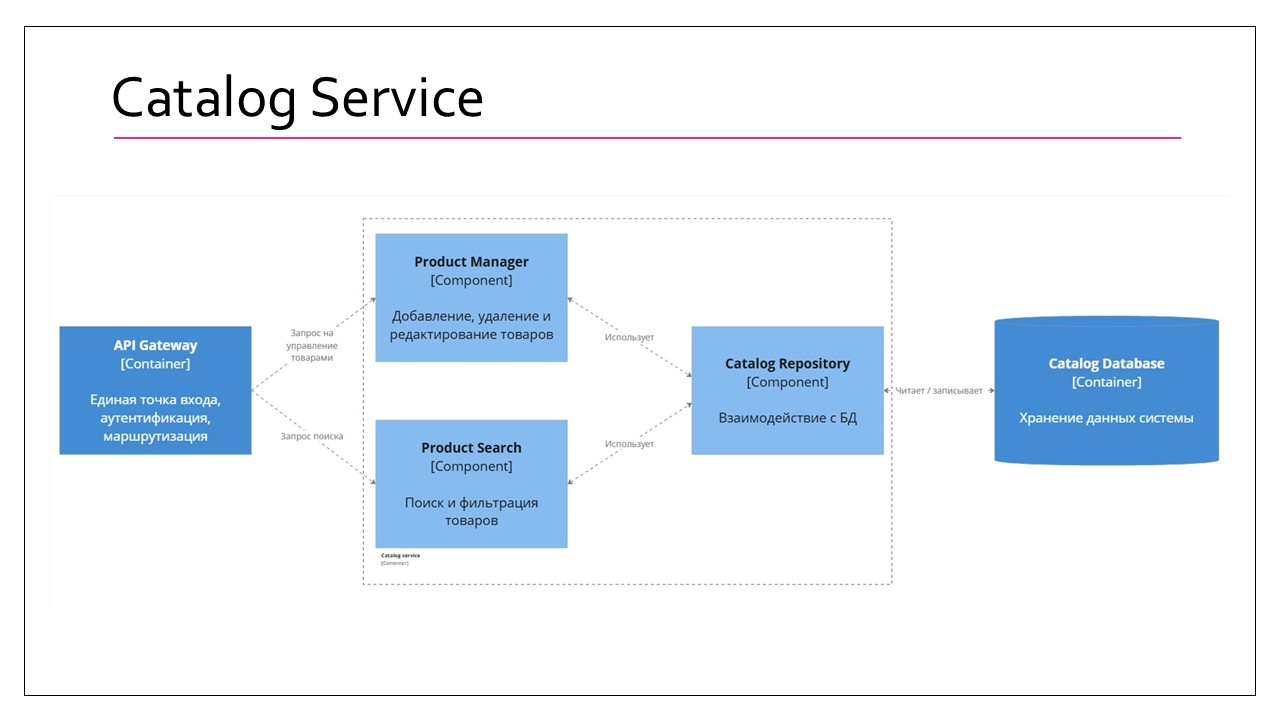 Catalog Service
API Gateway
[Container]
Единая точка входа,
аутентификация,
маршрутизация
Запрос на
управление
товарами
Запрос поиска
Product Manager
[Component]
Добавление, удаление и
редактирование товаров
Product Search
[Component]
Поиск и фильтрация
товаров
Catalog service
[Container]
Использует
Использует
Catalog Repository
[Component]
Взаимодействие с БД
Читает / записывает
Catalog Database
[Container]
Хранение данных системы